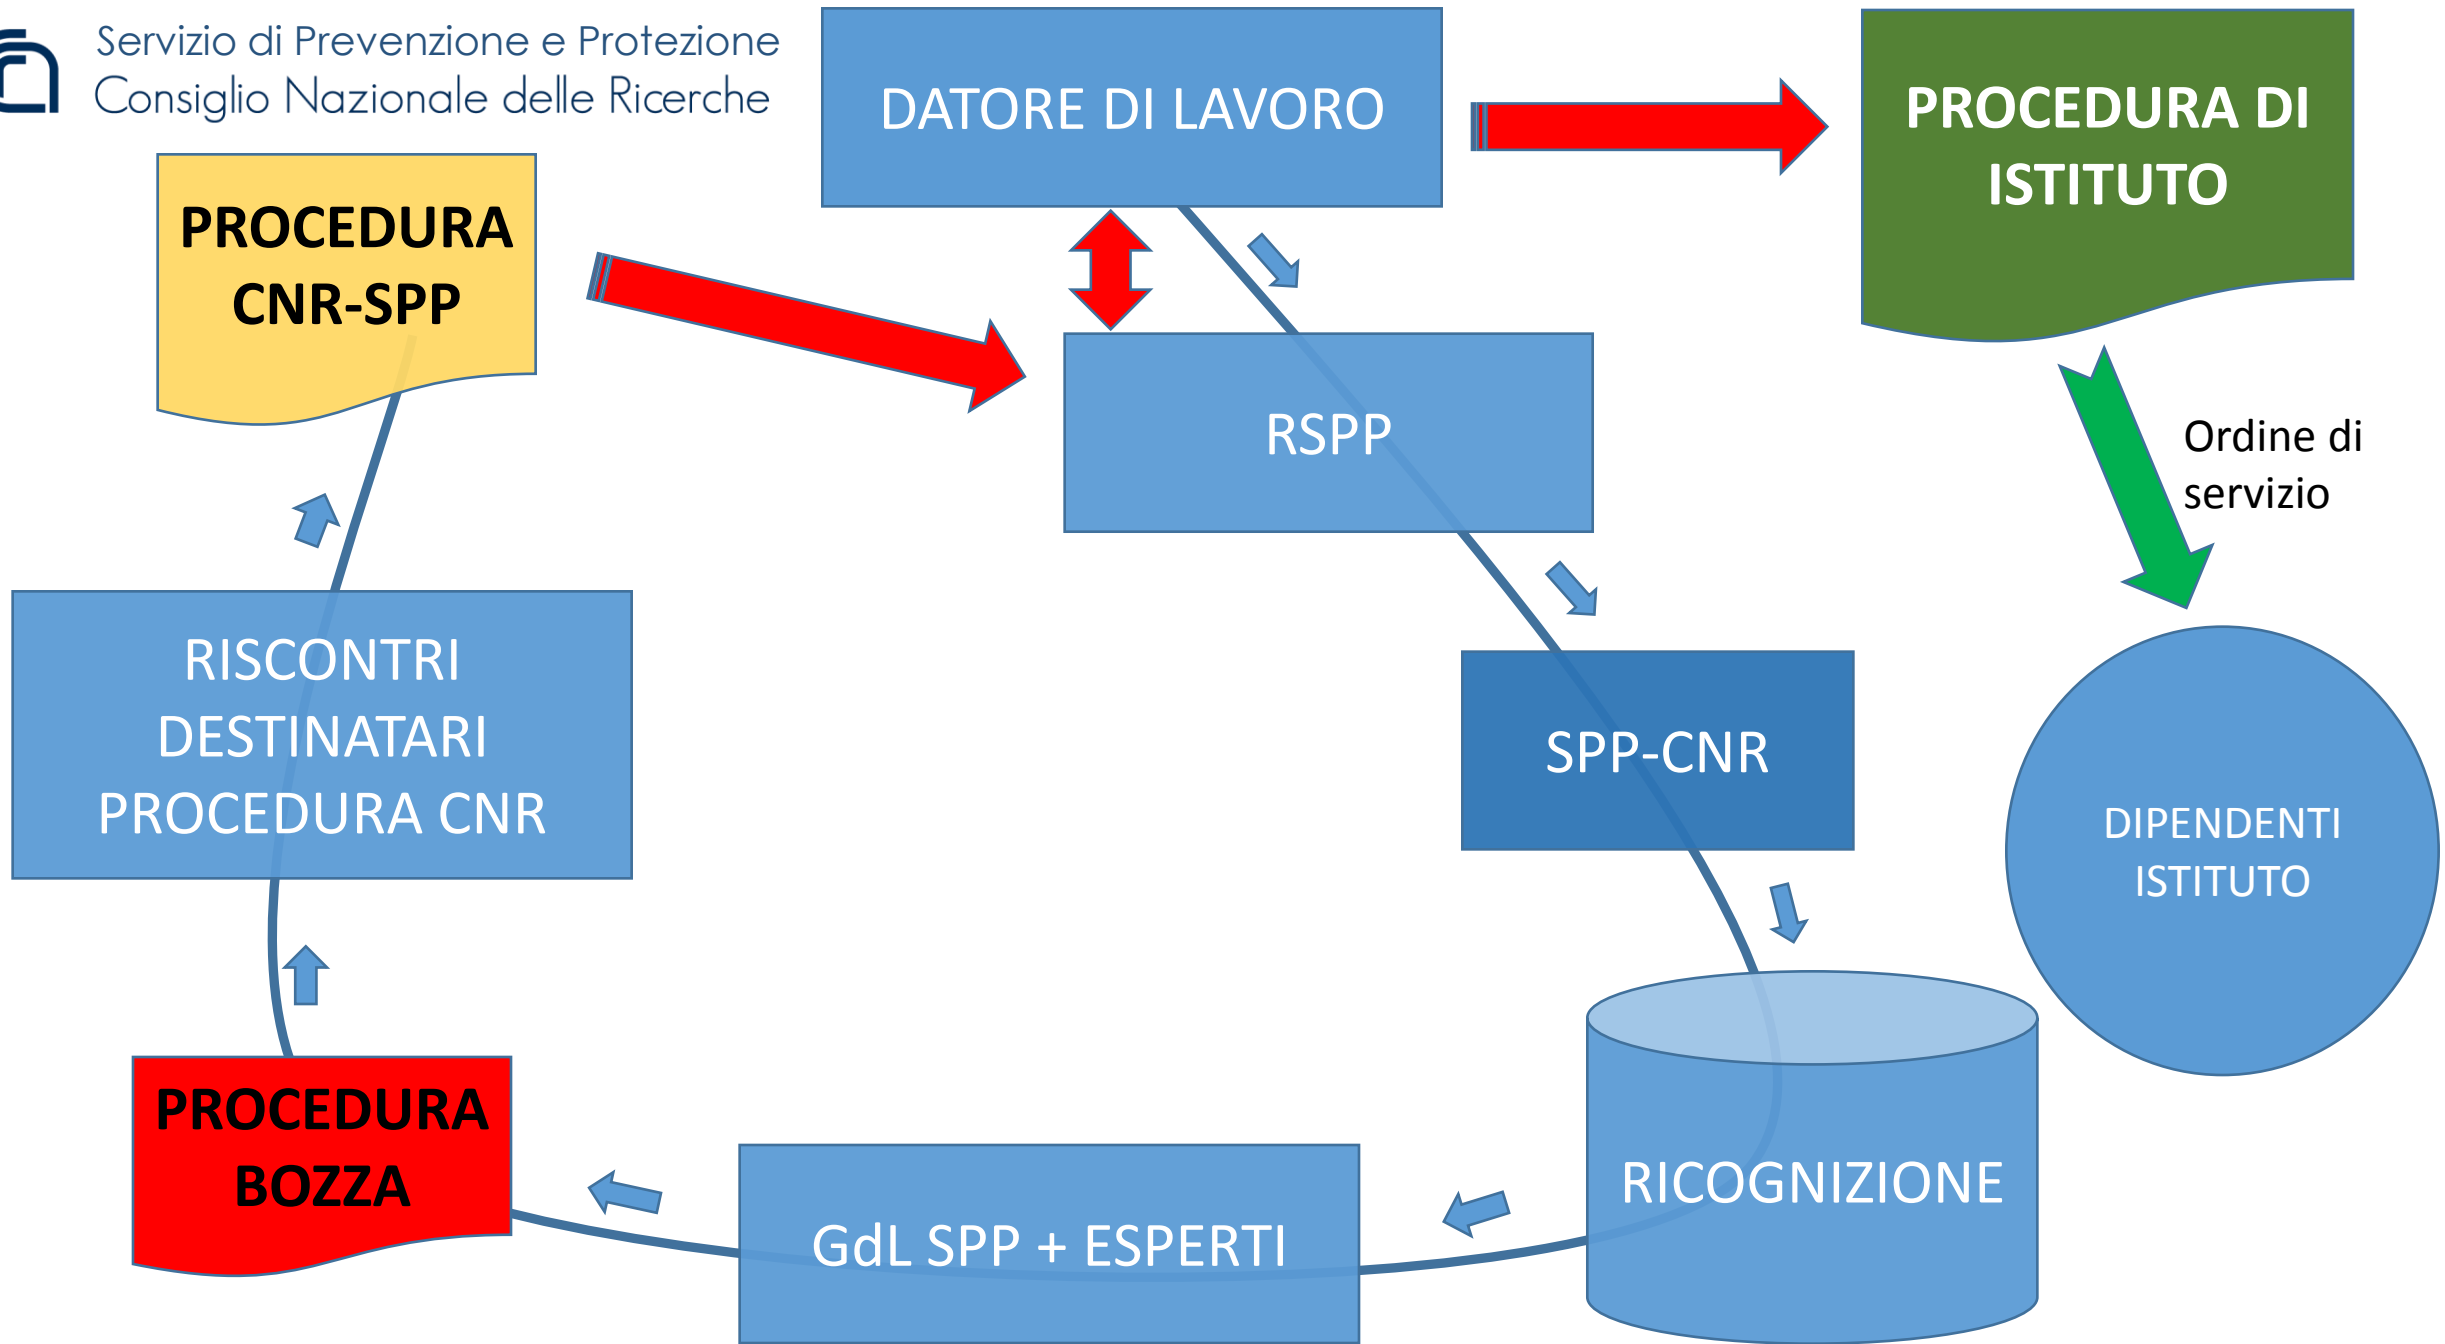 Servizio di Prevenzione e Protezione
Consiglio Nazionale delle Ricerche
DATORE DI LAVORO
PROCEDURA DI
ISTITUTO
PROCEDURA
CNR-SPP
RSPP
Ordine di
servizio
RISCONTRI
DESTINATARI
PROCEDURA CNR
SPP-CNR
DIPENDENTI
ISTITUTO
PROCEDURA
BOZZA
GdL SPP + ESPERTI
RICOGNIZIONE